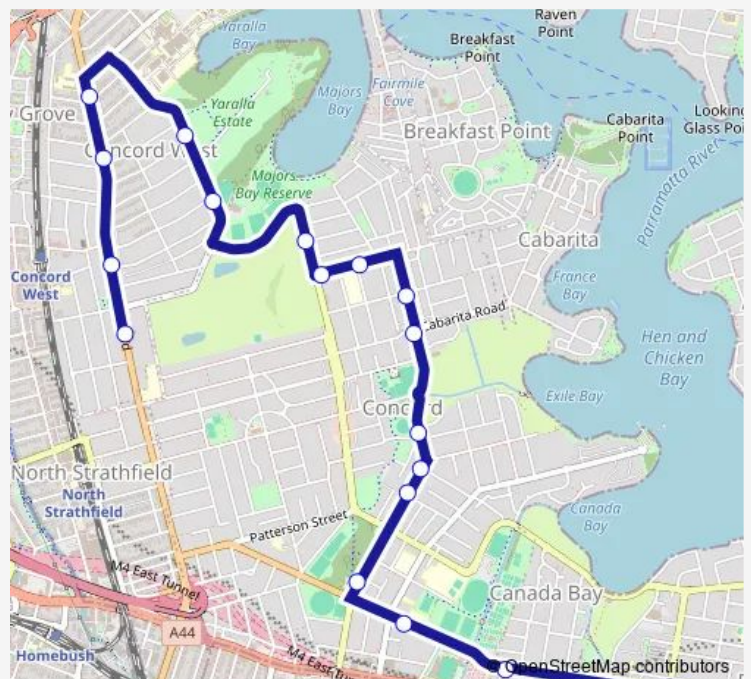 Raven
Point
Yaralla
Bay
Breakfast
Point
Majors
Bay
Fairmile
Cove
Grove
Yaralla
Estate
Cabarita
Point
Looking
Glass Poi
Breakfast Point
Concord West
Parramatta River
Majors
Bay Reserve
Cabarita
Concord
West
France
Bay
Cabarita Road
Hen and
Chicken
Bay
Concord
Exile Bay
North Strathfield
North
Strathfield
Canada
Bay
Patterson Street
M4 East Tunnel
Canada Bay
A44
Homebush
M4 East Tun
© OpenStreetMap contributors